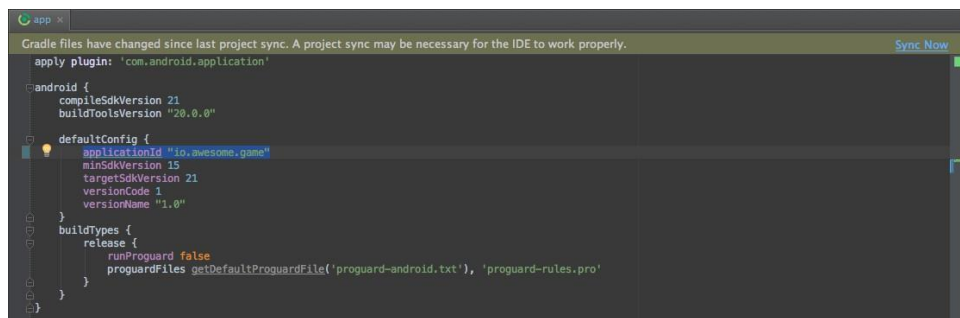 app
Gradle files have changed since last project sync. A project sync may be necessary for the IDE to work properly. Sync Now
apply plugin: 'com.android.application'
android {
compileSdkVersion 21
buildToolsVersion "20.0.0"
defaultConfig {
applicationId "io.awesome.game"
minSdkVersion 15
targetSdkVersion 21
versionCode 1
versionName "1.0"
}
buildTypes {
release {
runProguard false
proguardFiles getDefaultProguardFile('proguard-android.txt'), 'proguard-rules.pro'
}
}
}